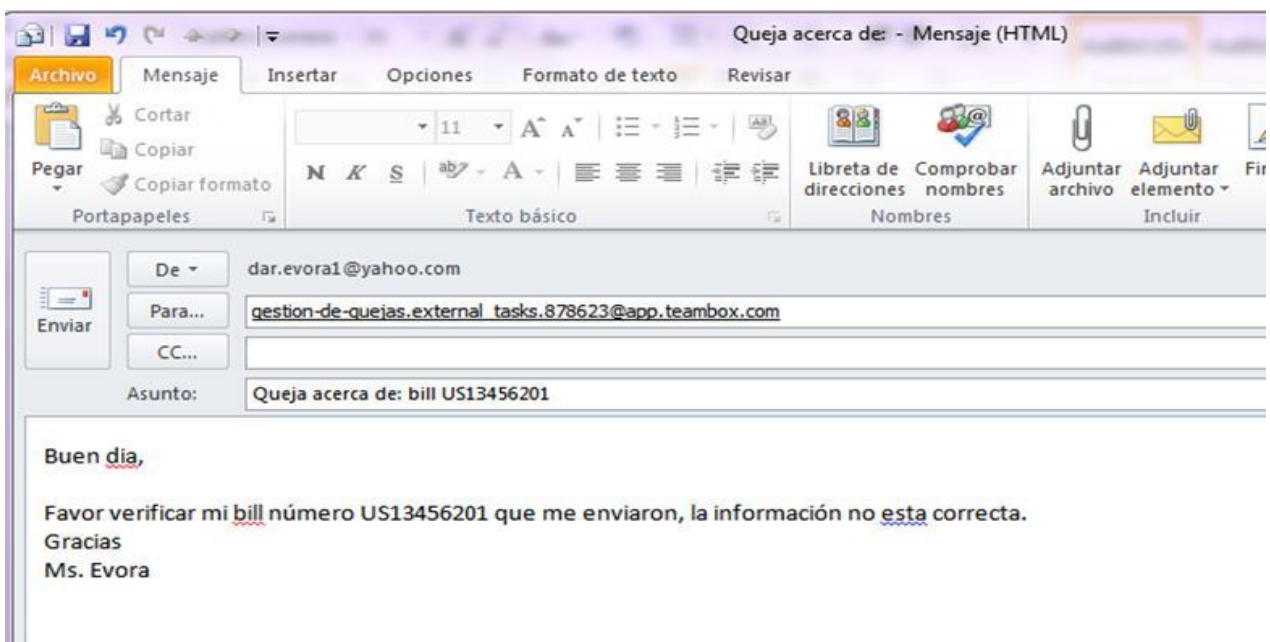 Queja acerca de: - Mensaje (HTML)
Archivo Mensaje Insertar Opciones Formato de texto Revisar
Pegar
Cortar
Copiar
Copiar formato
Portapapeles
11 A A
N K S ab A
Texto básico
Libreta de direcciones
Comprobar nombres
Nombres
Adjuntar archivo
Adjuntar elemento
Incluir
Enviar
De dar.evora1@yahoo.com
Para... gestion-de-quejas.external_tasks.878623@app.teambox.com
CC...
Asunto: Queja acerca de: bill US13456201
Buen dia,
Favor verificar mi bill número US13456201 que me enviaron, la información no esta correcta.
Gracias
Ms. Evora